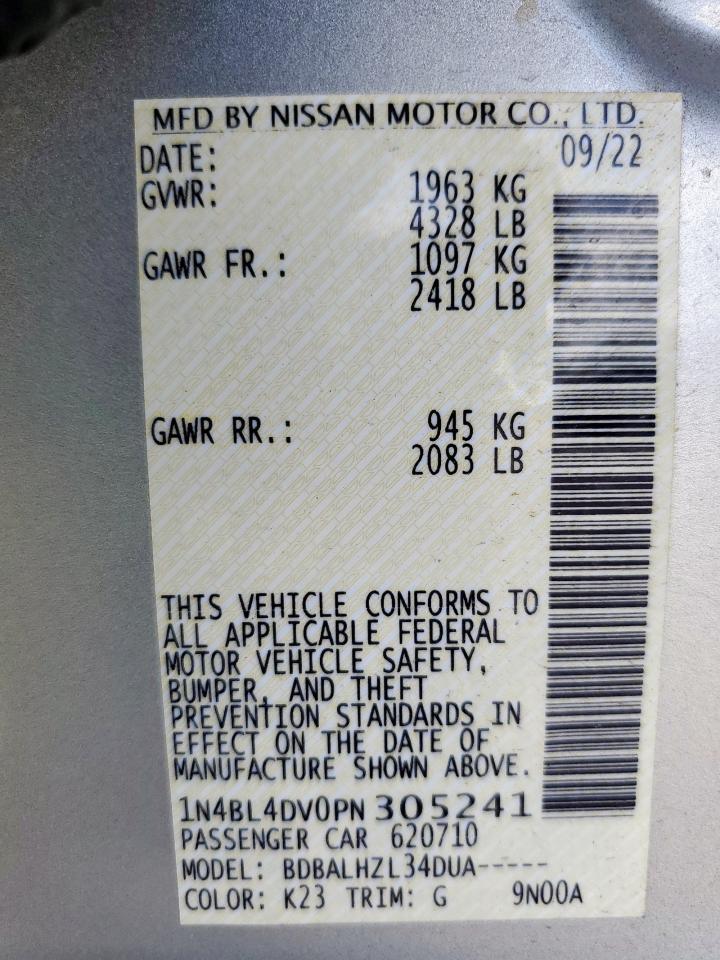 MFD BY NISSAN MOTOR CO., LTD.
DATE: 09/22
GVWR: 1963 KG
4328 LB
GAWR FR.: 1097 KG
2418 LB
GAWR RR.: 945 KG
2083 LB
THIS VEHICLE CONFORMS TO
ALL APPLICABLE FEDERAL
MOTOR VEHICLE SAFETY,
BUMPER, AND THEFT
PREVENTION STANDARDS IN
EFFECT ON THE DATE OF
MANUFACTURE SHOWN ABOVE.
1N4BL4DV0PN 305241
PASSENGER CAR 620710
MODEL: BDBALHZL34DUA-----
COLOR: K23 TRIM: G 9N00A